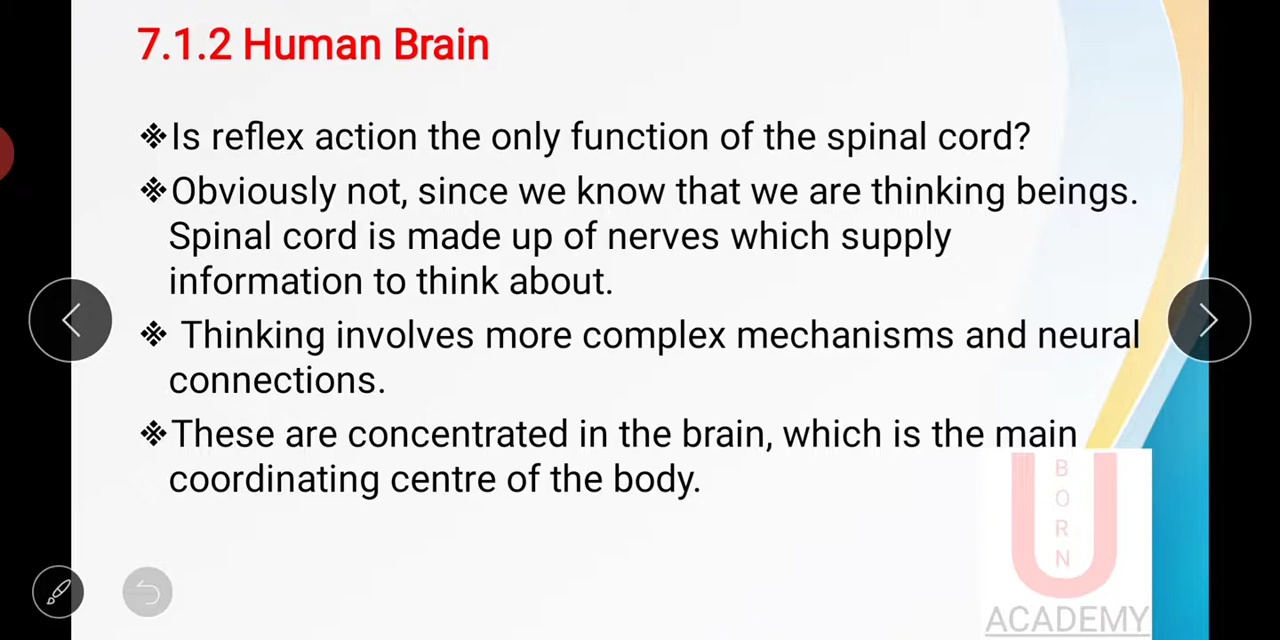 7.1.2 Human Brain
❖Is reflex action the only function of the spinal cord?
❖Obviously not, since we know that we are thinking beings.
Spinal cord is made up of nerves which supply
information to think about.
❖ Thinking involves more complex mechanisms and neural
connections.
❖These are concentrated in the brain, which is the main
coordinating centre of the body.
U
BORN
ACADEMY